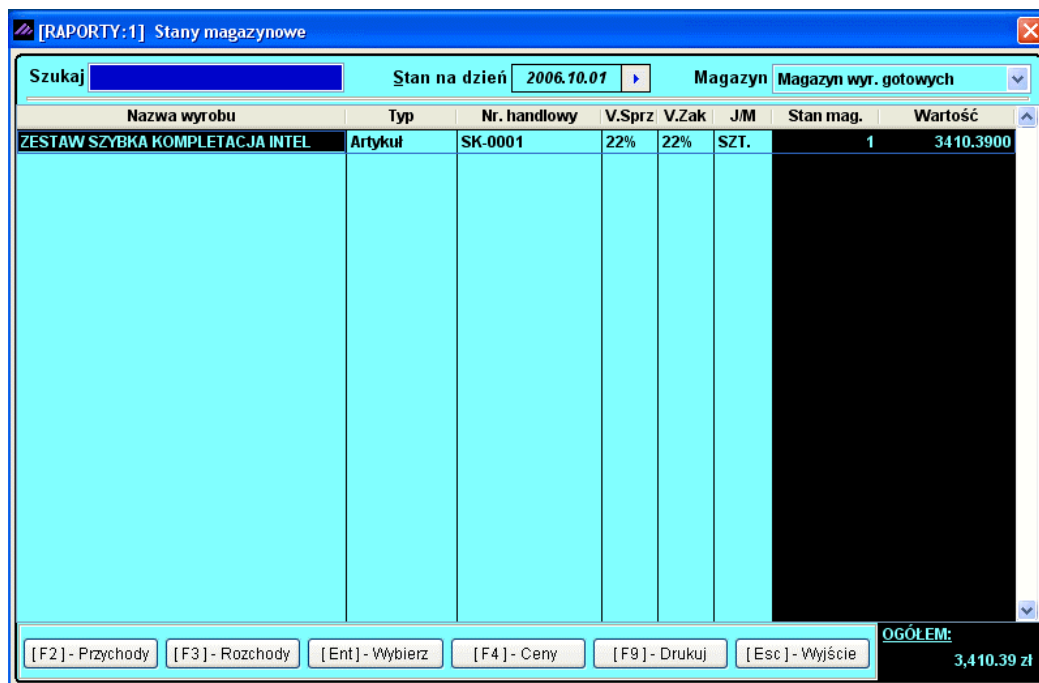 [RAPORTY:1] Stany magazynowe
Szukaj Stan na dzień 2006.10.01 Magazyn Magazyn wyr. gotowych
Nazwa wyrobu Typ Nr. handlowy V.Sprz V.Zak J/M Stan mag. Wartość
ZESTAW SZYBKA KOMPLETACJA INTEL Artykuł SK-0001 22% 22% SZT. 1 3410.3900
[F2] - Przychody [F3] - Rozchody [Ent] - Wybierz [F4] - Ceny [F9] - Drukuj [Esc] - Wyjście OGÓŁEM:
3,410.39 zł